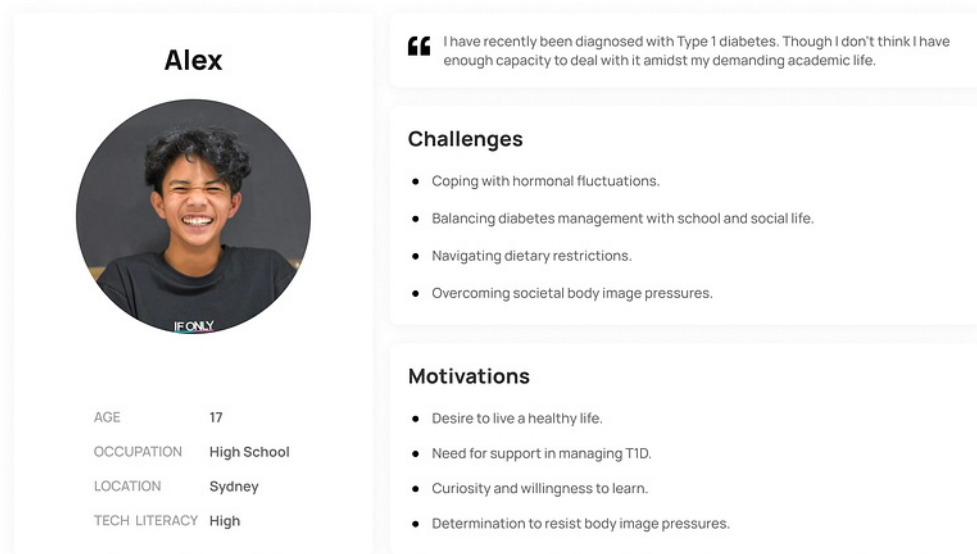 Alex
IF ONLY
AGE 17
OCCUPATION High School
LOCATION Sydney
TECH LITERACY High
❝ I have recently been diagnosed with Type 1 diabetes. Though I don't think I have
enough capacity to deal with it amidst my demanding academic life.
Challenges
• Coping with hormonal fluctuations.
• Balancing diabetes management with school and social life.
• Navigating dietary restrictions.
• Overcoming societal body image pressures.
Motivations
• Desire to live a healthy life.
• Need for support in managing T1D.
• Curiosity and willingness to learn.
• Determination to resist body image pressures.